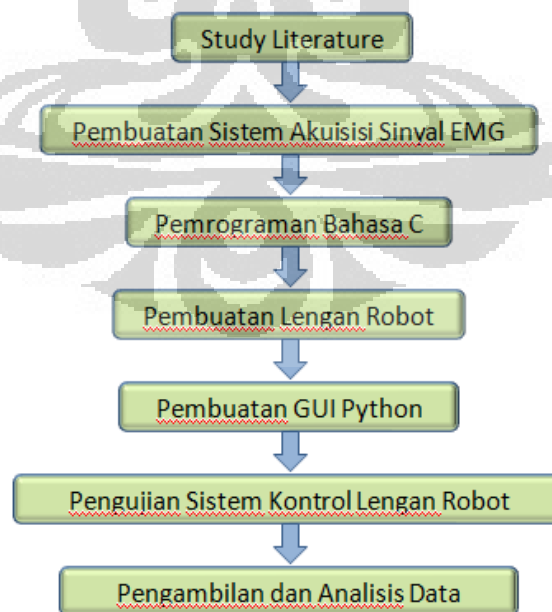 Study Literature
Pembuatan Sistem Akuisisi Sinyal EMG
Pemrograman Bahasa C
Pembuatan Lengan Robot
Pembuatan GUI Python
Pengujian Sistem Kontrol Lengan Robot
Pengambilan dan Analisis Data